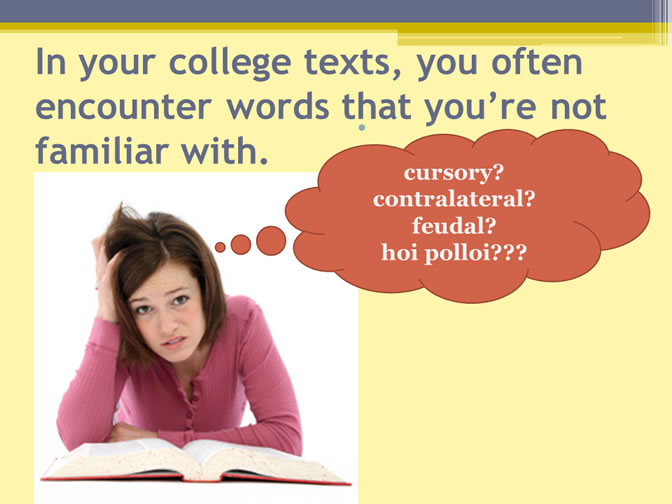 In your college texts, you often
encounter words that you’re not
familiar with.
cursory?
contralateral?
feudal?
hoi polloi???